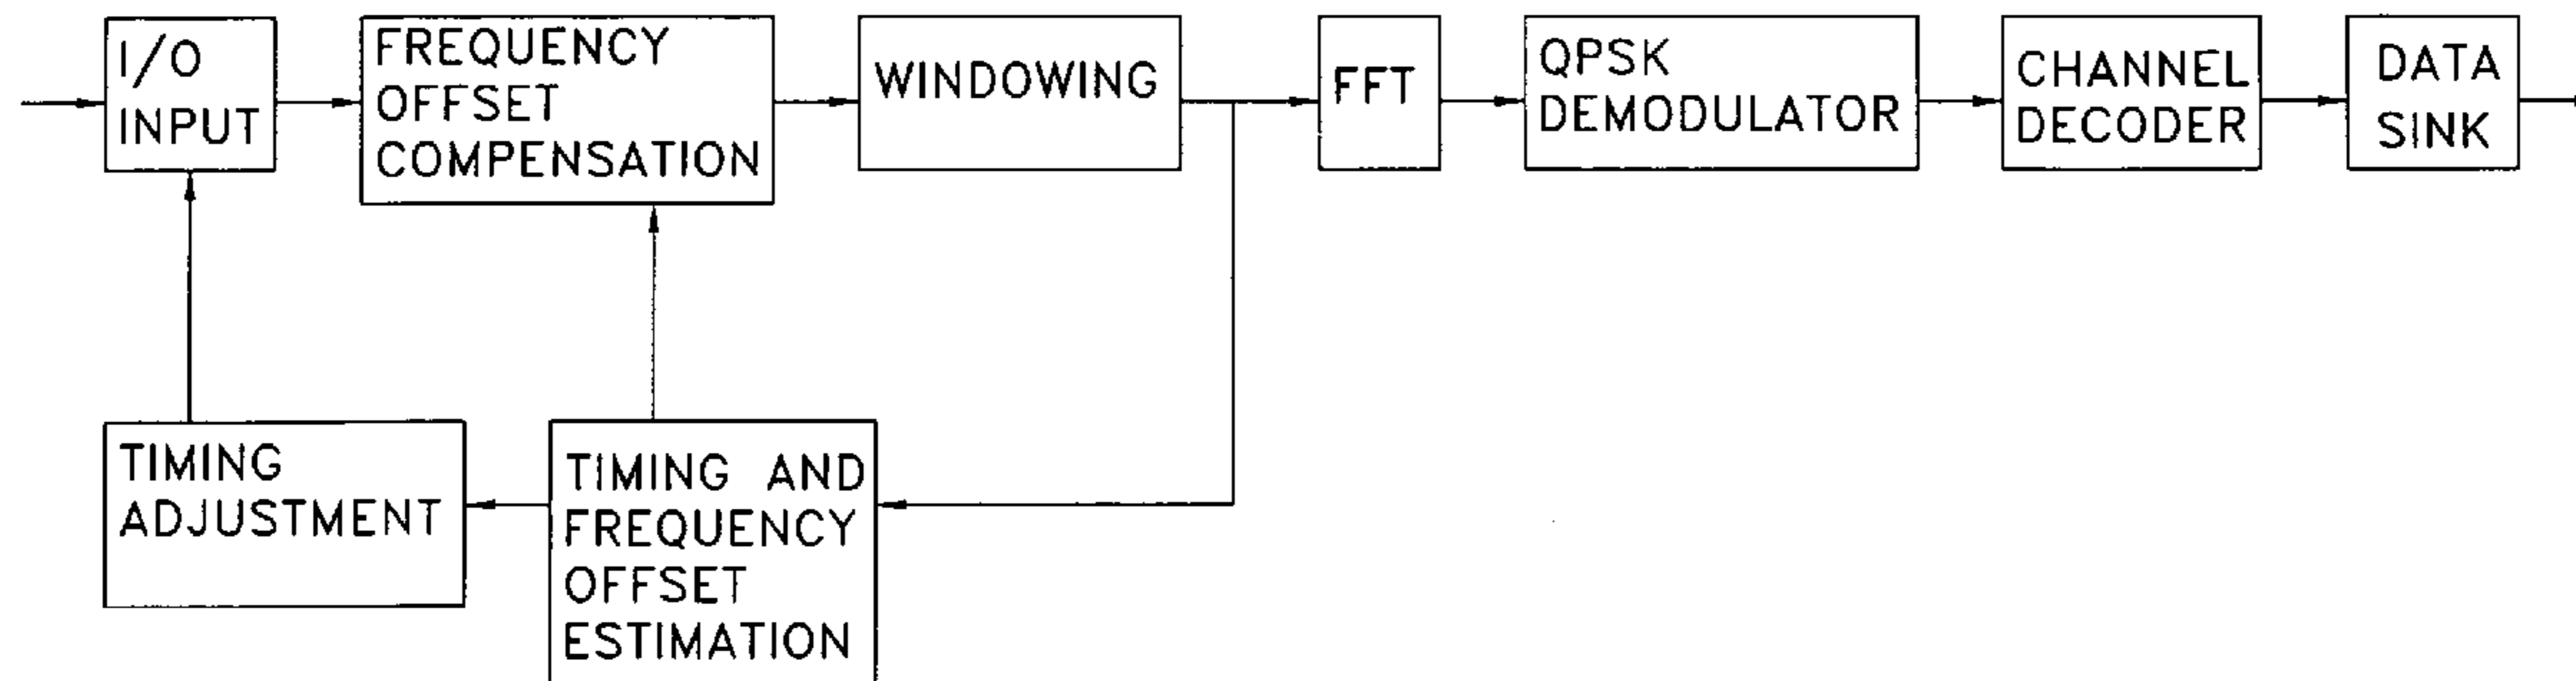 I/O
INPUT
FREQUENCY
OFFSET
COMPENSATION
WINDOWING
FFT
QPSK
DEMODULATOR
CHANNEL
DECODER
DATA
SINK
TIMING
ADJUSTMENT
TIMING AND
FREQUENCY
OFFSET
ESTIMATION